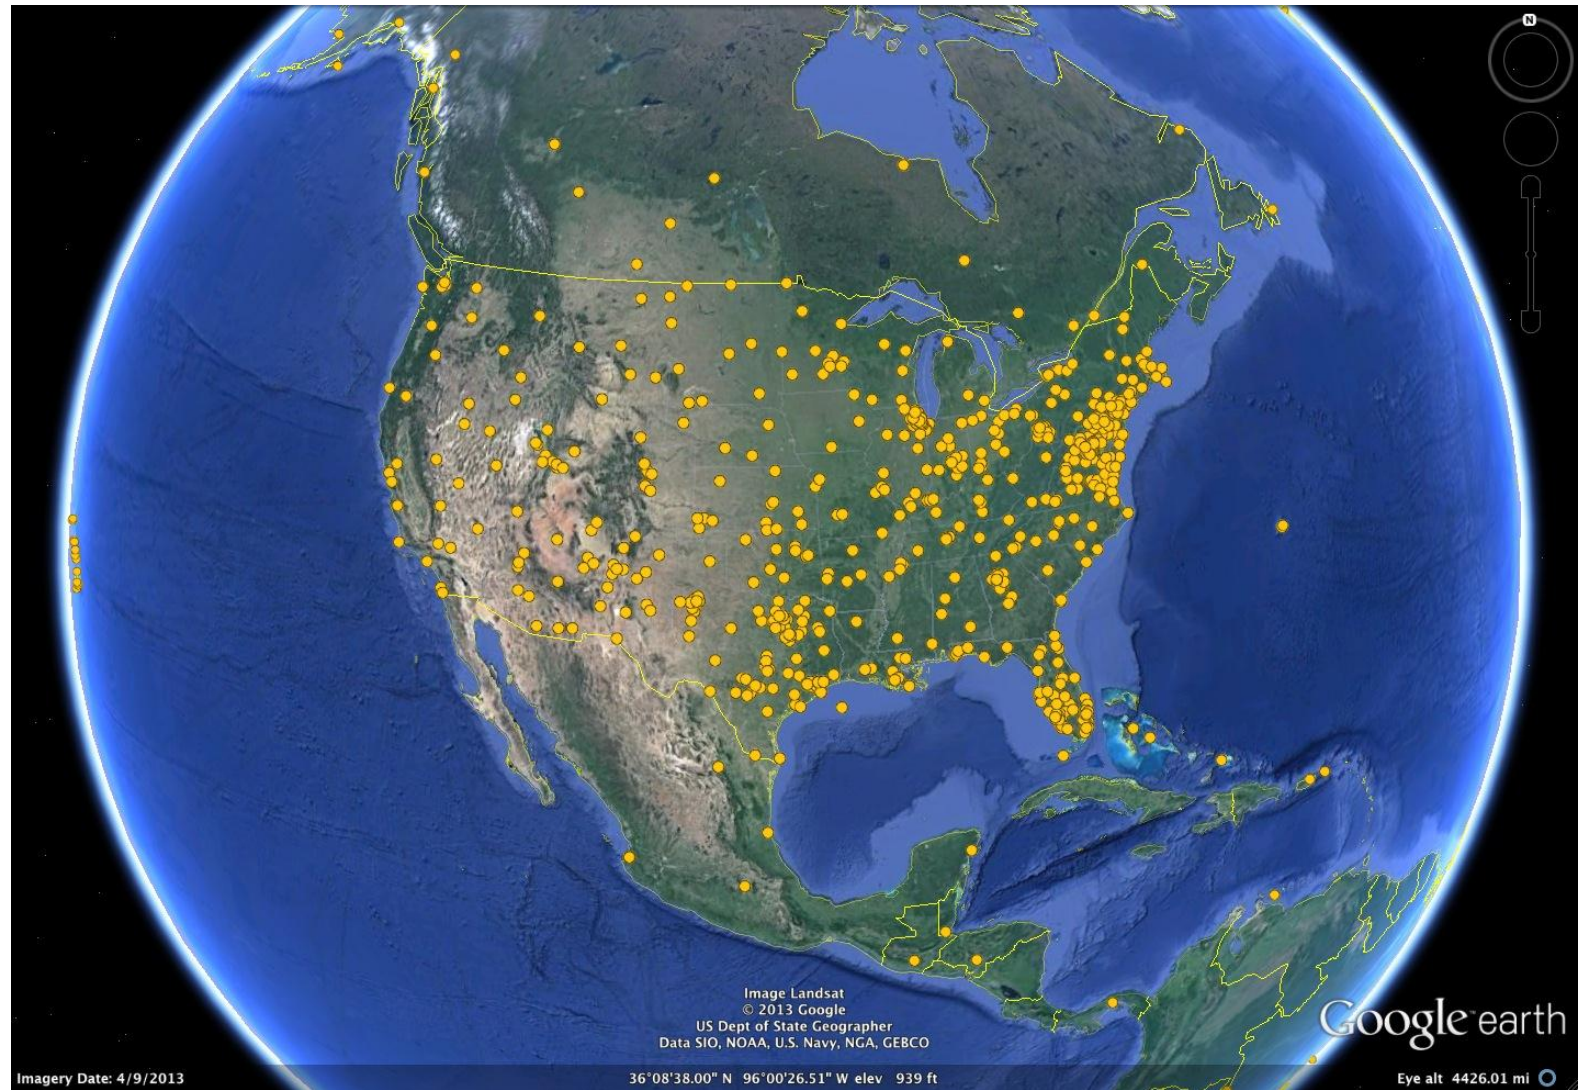 N
Image Landsat
© 2013 Google
US Dept of State Geographer
Data SIO, NOAA, U.S. Navy, NGA, GEBCO
Google earth
Imagery Date: 4/9/2013 36°08'38.00" N 96°00'26.51" W elev 939 ft Eye alt 4426.01 mi